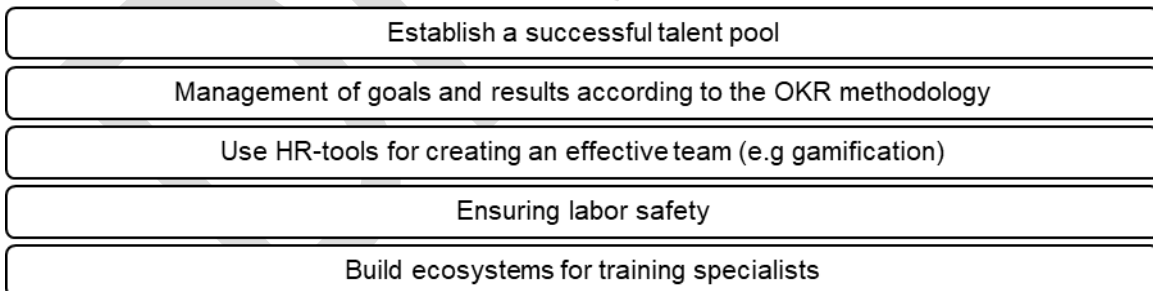 Establish a successful talent pool
Management of goals and results according to the OKR methodology
Use HR-tools for creating an effective team (e.g gamification)
Ensuring labor safety
Build ecosystems for training specialists